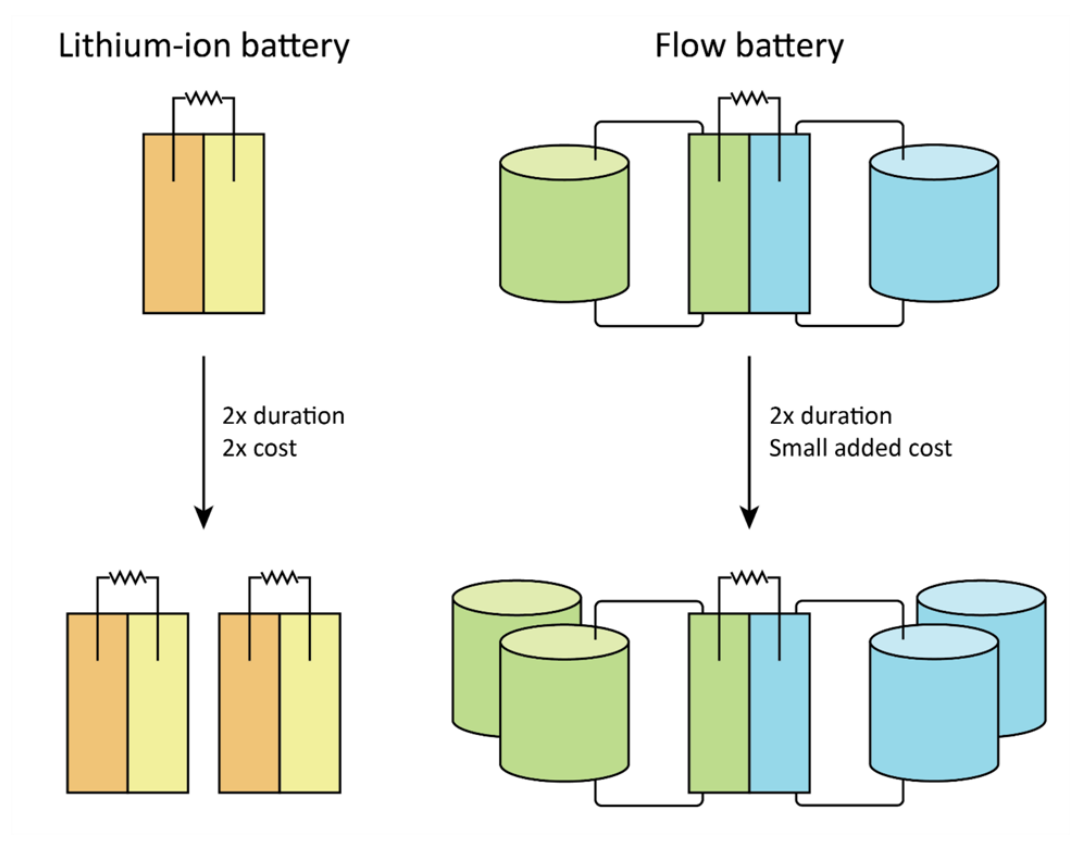 Lithium-ion battery
Flow battery
2x duration
2x cost
2x duration
Small added cost